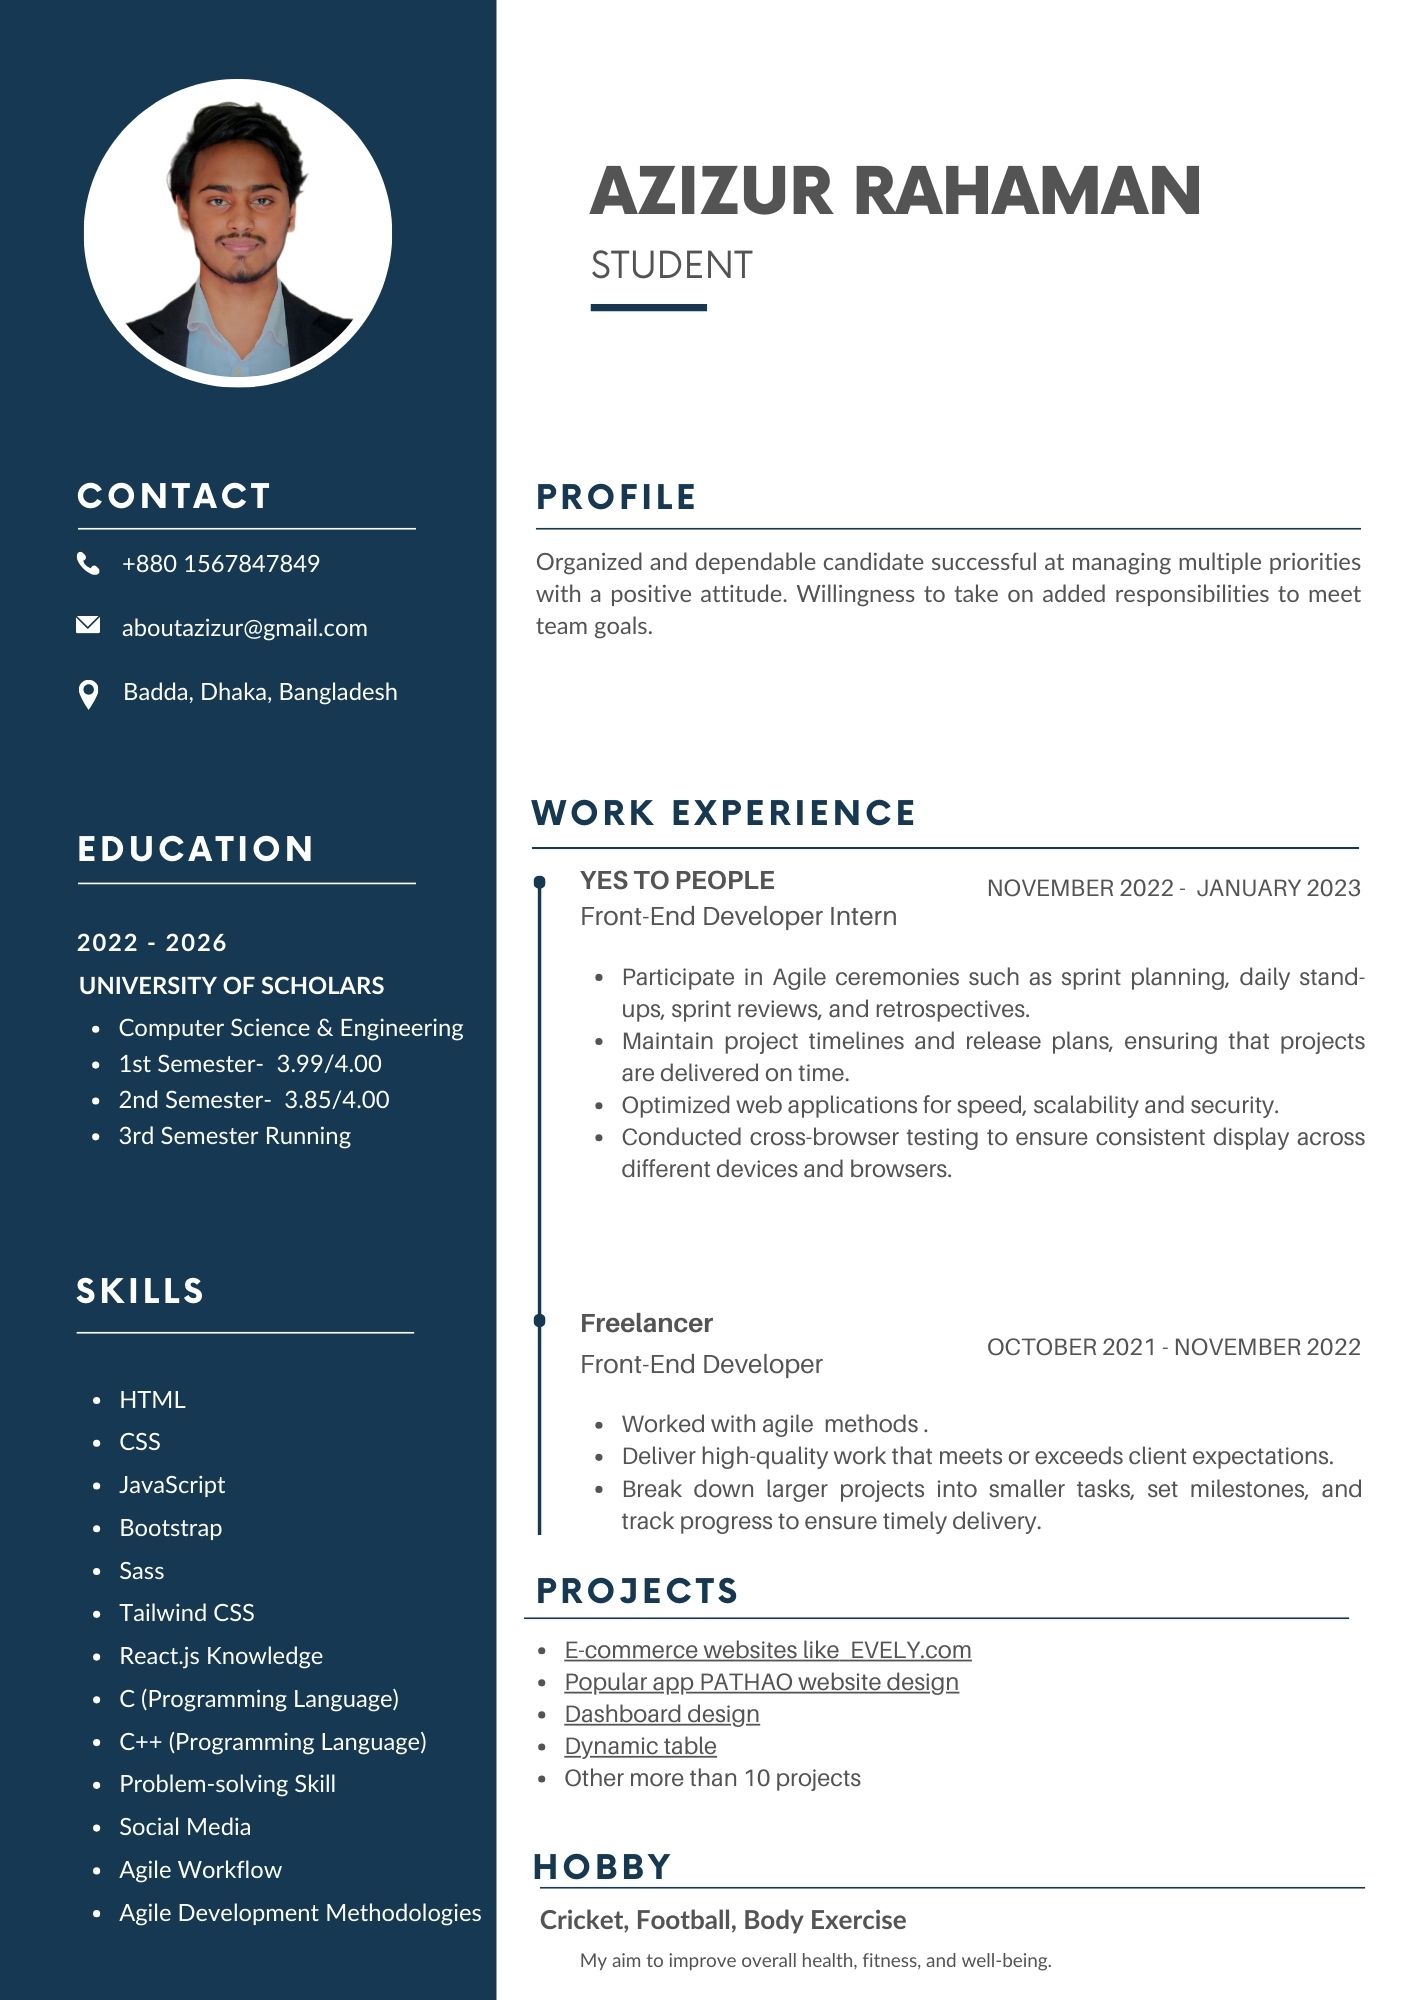 AZIZUR RAHAMAN
STUDENT
CONTACT
+880 1567847849
aboutazizur@gmail.com
Badda, Dhaka, Bangladesh
EDUCATION
2022 - 2026
UNIVERSITY OF SCHOLARS
• Computer Science & Engineering
• 1st Semester-  3.99/4.00
• 2nd Semester-  3.85/4.00
• 3rd Semester Running
SKILLS
• HTML
• CSS
• JavaScript
• Bootstrap
• Sass
• Tailwind CSS
• React.js Knowledge
• C (Programming Language)
• C++ (Programming Language)
• Problem-solving Skill
• Social Media
• Agile Workflow
• Agile Development Methodologies
PROFILE
Organized and dependable candidate successful at managing multiple priorities
with a positive attitude. Willingness to take on added responsibilities to meet
team goals.
WORK EXPERIENCE
YES TO PEOPLE
NOVEMBER 2022 -  JANUARY 2023
Front-End Developer Intern
• Participate in Agile ceremonies such as sprint planning, daily stand-
ups, sprint reviews, and retrospectives.
• Maintain project timelines and release plans, ensuring that projects
are delivered on time.
• Optimized web applications for speed, scalability and security.
• Conducted cross-browser testing to ensure consistent display across
different devices and browsers.
Freelancer
OCTOBER 2021 - NOVEMBER 2022
Front-End Developer
• Worked with agile  methods .
• Deliver high-quality work that meets or exceeds client expectations.
• Break down larger projects into smaller tasks, set milestones, and
track progress to ensure timely delivery.
PROJECTS
• E-commerce websites like  EVELY.com
• Popular app PATHAO website design
• Dashboard design
• Dynamic table
• Other more than 10 projects
HOBBY
Cricket, Football, Body Exercise
My aim to improve overall health, fitness, and well-being.